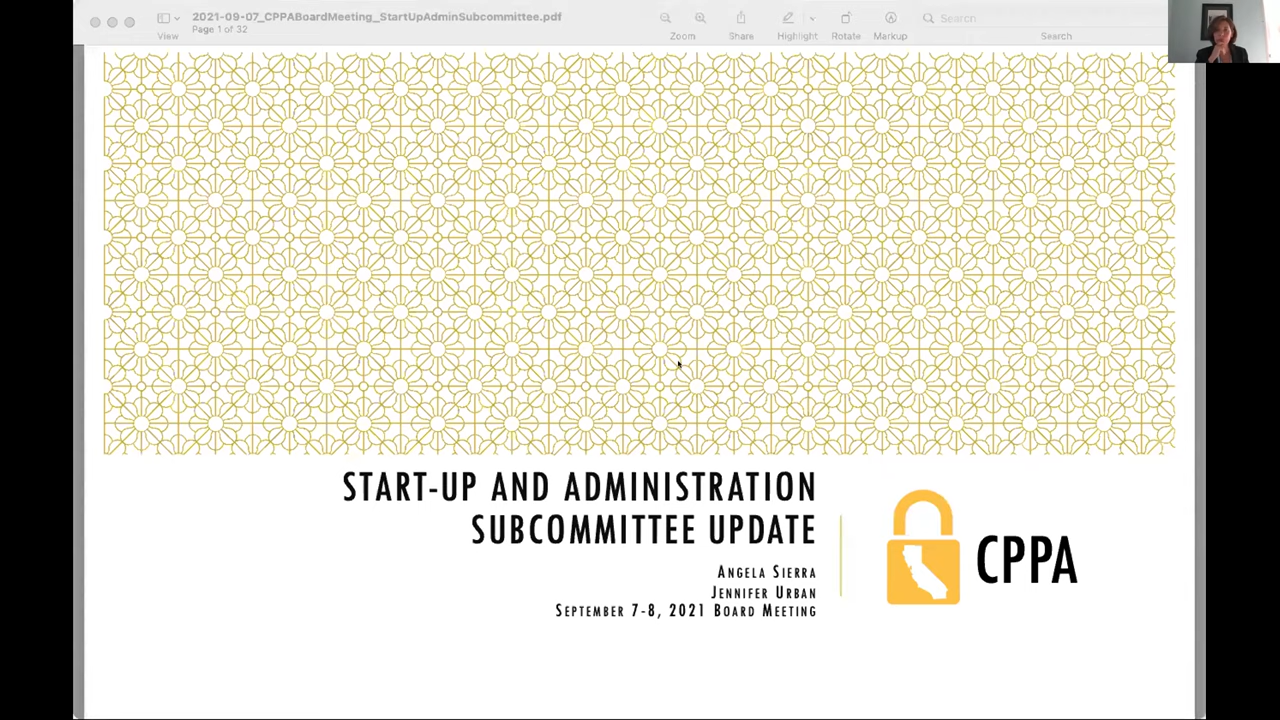 2021-09-07_CPPABoardMeeting_StartUpAdminSubcommittee.pdf
Page 1 of 32
View
Zoom
Share
Highlight
Rotate
Markup
Search
Search
START-UP AND ADMINISTRATION
SUBCOMMITTEE UPDATE
ANGELA SIERRA
JENNIFER URBAN
SEPTEMBER 7-8, 2021 BOARD MEETING
CPPA